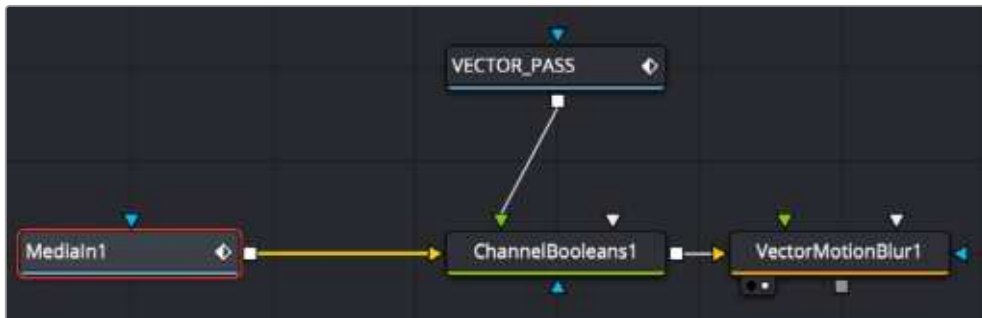 VECTOR_PASS
MediaIn1
ChannelBooleans1
VectorMotionBlur1